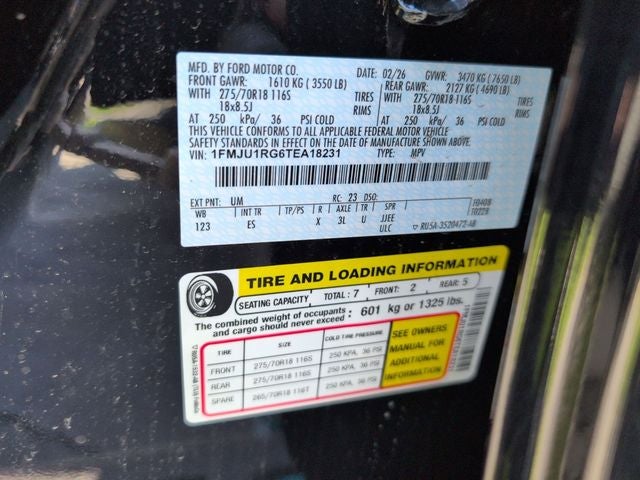 MFD. BY FORD MOTOR CO. 02/26 GVWR: 3470 KG ( 7650 LB)
FRONT GAWR: 1610 KG ( 3550 LB) REAR GAWR: 2127 KG ( 4690 LB)
WITH 275/70R18 116S TIRES WITH 275/70R18 116S TIRES
18x8.5J RIMS 18x8.5J RIMS
AT 250 kPa/ 36 PSI COLD AT 250 kPa/ 36 PSI COLD
THIS VEHICLE CONFORMS TO ALL APPLICABLE FEDERAL MOTOR VEHICLE
SAFETY STANDARDS IN EFFECT ON THE DATE OF MANUFACTURE SHOWN ABOVE.
VIN: 1FMJU1RG6TEA18231 TYPE: MPV
EXT PNT: UM RC: 23 DSO: F0408
WB INT TR TP/PS R AXLE TR SPR T0229
123 ES X 3L U JJEE
ULC RU5A-3520472-AB
TIRE AND LOADING INFORMATION
SEATING CAPACITY TOTAL: 7 FRONT: 2 REAR: 5
The combined weight of occupants and cargo should never exceed: 601 kg or 1325 lbs.
TIRE SIZE COLD TIRE PRESSURE
FRONT 275/70R18 116S 250 KPA, 36 PSI
REAR 275/70R18 116S 250 KPA, 36 PSI
SPARE 265/70R18 116T 250 KPA, 36 PSI
SEE OWNERS
MANUAL FOR
ADDITIONAL
INFORMATION